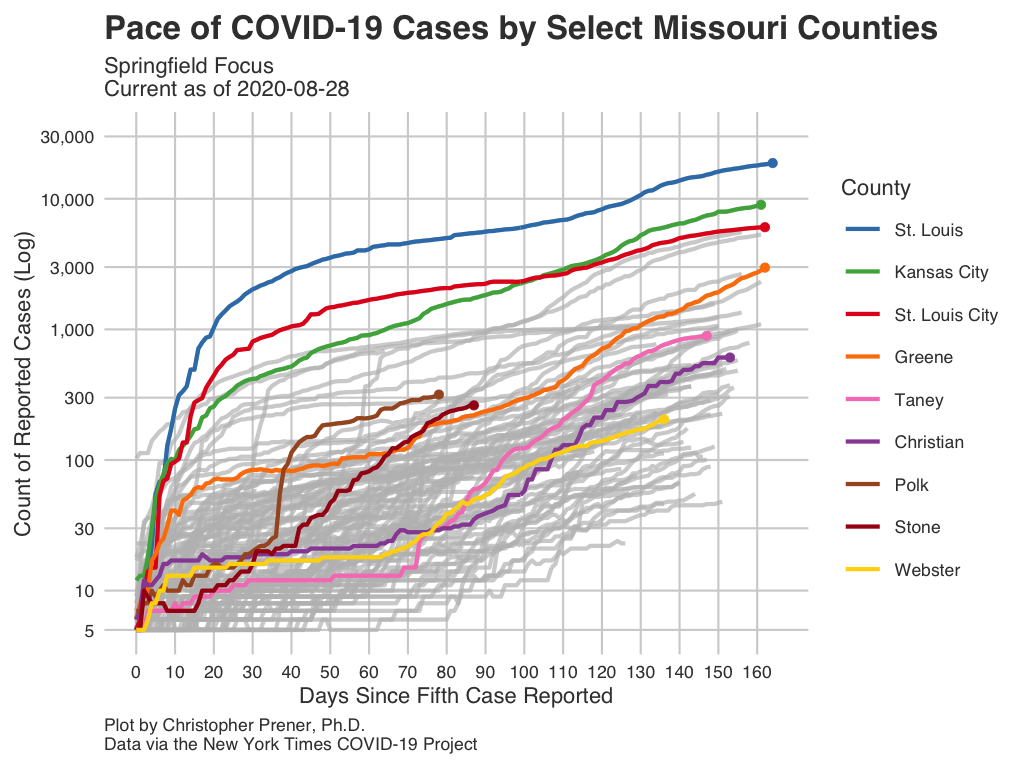 Pace of COVID-19 Cases by Select Missouri Counties
Springfield Focus
Current as of 2020-08-28
Count of Reported Cases (Log)
30,000
10,000
3,000
1,000
300
100
30
10
5
0 10 20 30 40 50 60 70 80 90 100 110 120 130 140 150 160
Days Since Fifth Case Reported
County
St. Louis
Kansas City
St. Louis City
Greene
Taney
Christian
Polk
Stone
Webster
Plot by Christopher Prener, Ph.D.
Data via the New York Times COVID-19 Project